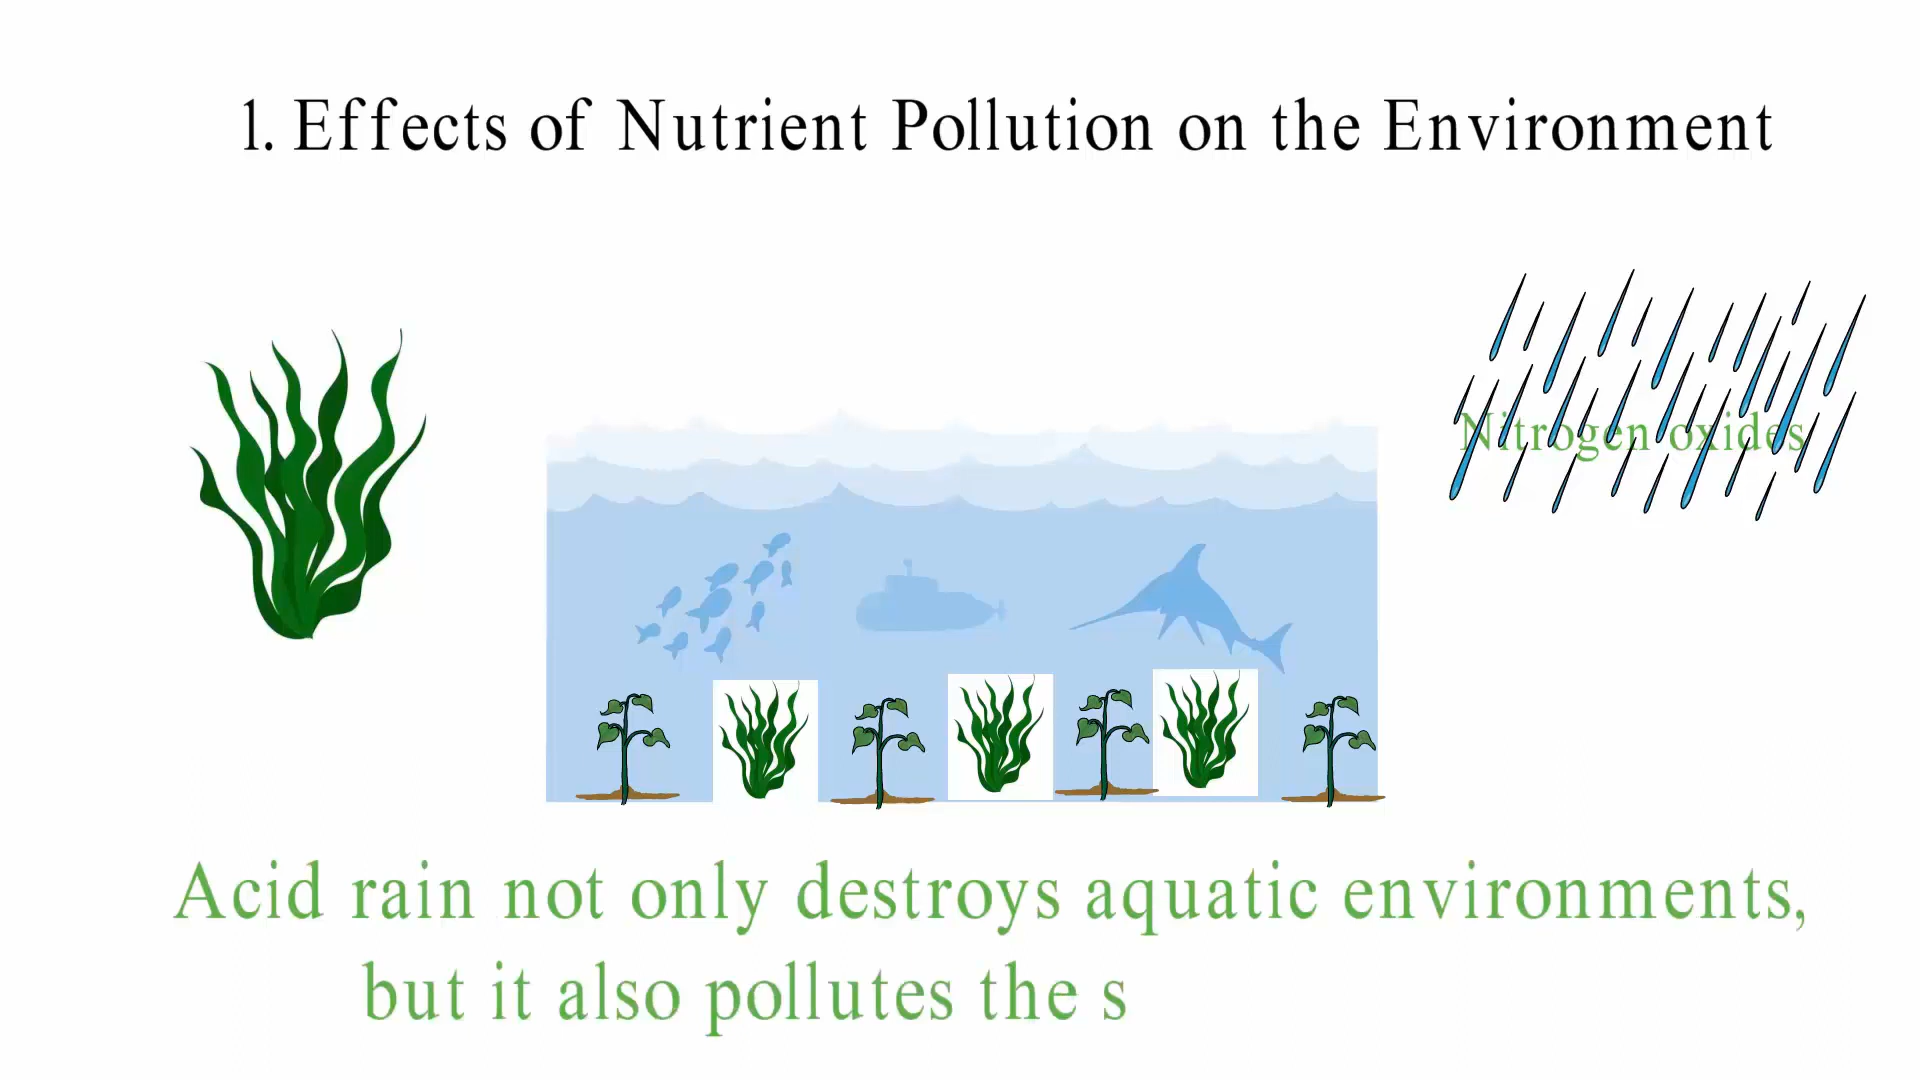 1. Effects of Nutrient Pollution on the Environment
Nitrogen oxides
Acid rain not only destroys aquatic environments,
but it also pollutes the s